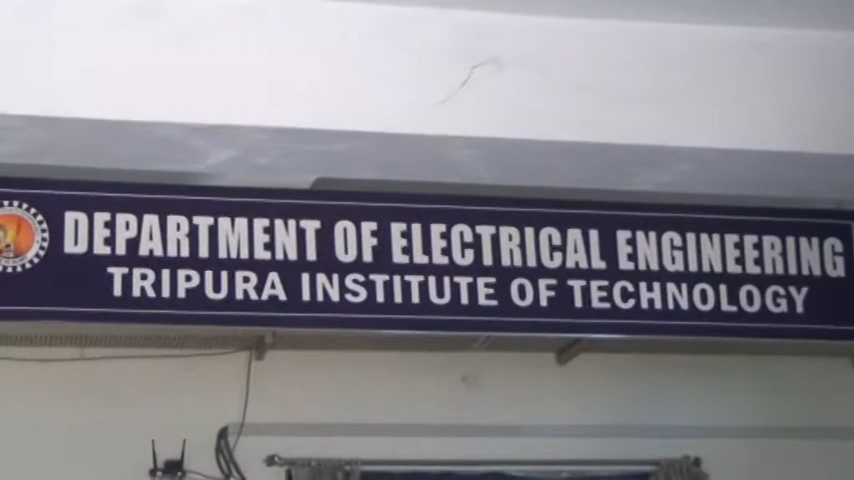 DEPARTMENT OF ELECTRICAL ENGINEERING
TRIPURA INSTITUTE OF TECHNOLOGY